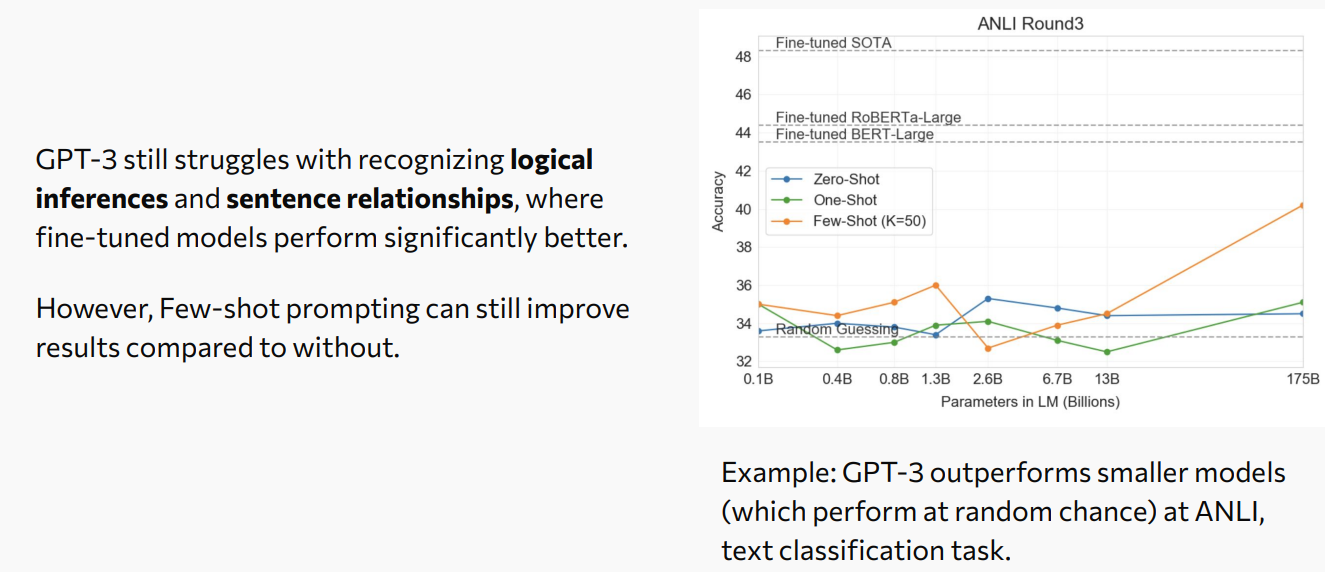 GPT-3 still struggles with recognizing logical
inferences and sentence relationships, where
fine-tuned models perform significantly better.
However, Few-shot prompting can still improve
results compared to without.
ANLI Round3
Fine-tuned SOTA
Fine-tuned RoBERTa-Large
Fine-tuned BERT-Large
Zero-Shot
One-Shot
Few-Shot (K=50)
Random Guessing
Accuracy
48
46
44
42
40
38
36
34
32
0.1B 0.4B 0.8B 1.3B 2.6B 6.7B 13B 175B
Parameters in LM (Billions)
Example: GPT-3 outperforms smaller models
(which perform at random chance) at ANLI,
text classification task.